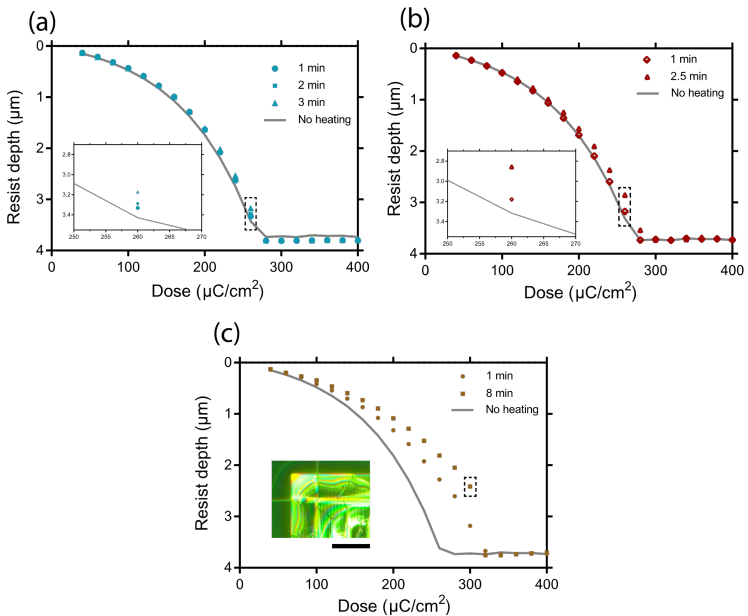 (a)
0
1
2
3
4
Resist depth (µm)
1 min
2 min
3 min
No heating
2.8
3.0
3.2
3.4
3.6
250
255
260
265
270
0
100
200
300
400
Dose (µC/cm²)
(b)
0
1
2
3
4
Resist depth (µm)
1 min
2.5 min
No heating
2.8
3.0
3.2
3.4
3.6
250
255
260
265
270
0
100
200
300
400
Dose (µC/cm²)
(c)
0
1
2
3
4
Resist depth (µm)
1 min
8 min
No heating
0
100
200
300
400
Dose (µC/cm²)